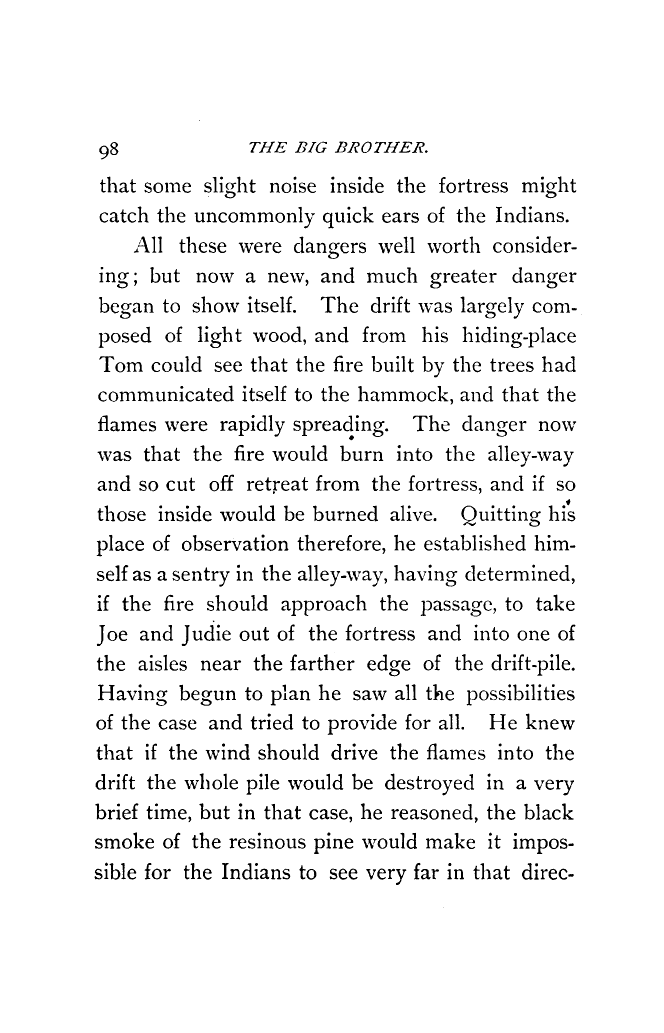 98 THE BIG BROTHER.
that some slight noise inside the fortress might
catch the uncommonly quick ears of the Indians.
All these were dangers well worth consider-
ing; but now a new, and much greater danger
began to show itself. The drift was largely com-
posed of light wood, and from his hiding-place
Tom could see that the fire built by the trees had
communicated itself to the hammock, and that the
flames were rapidly spreading. The danger now
was that the fire would burn into the alley-way
and so cut off retreat from the fortress, and if so
those inside would be burned alive. Quitting his
place of observation therefore, he established him-
self as a sentry in the alley-way, having determined,
if the fire should approach the passage, to take
Joe and Judie out of the fortress and into one of
the aisles near the farther edge of the drift-pile.
Having begun to plan he saw all the possibilities
of the case and tried to provide for all. He knew
that if the wind should drive the flames into the
drift the whole pile would be destroyed in a very
brief time, but in that case, he reasoned, the black
smoke of the resinous pine would make it impos-
sible for the Indians to see very far in that direc-